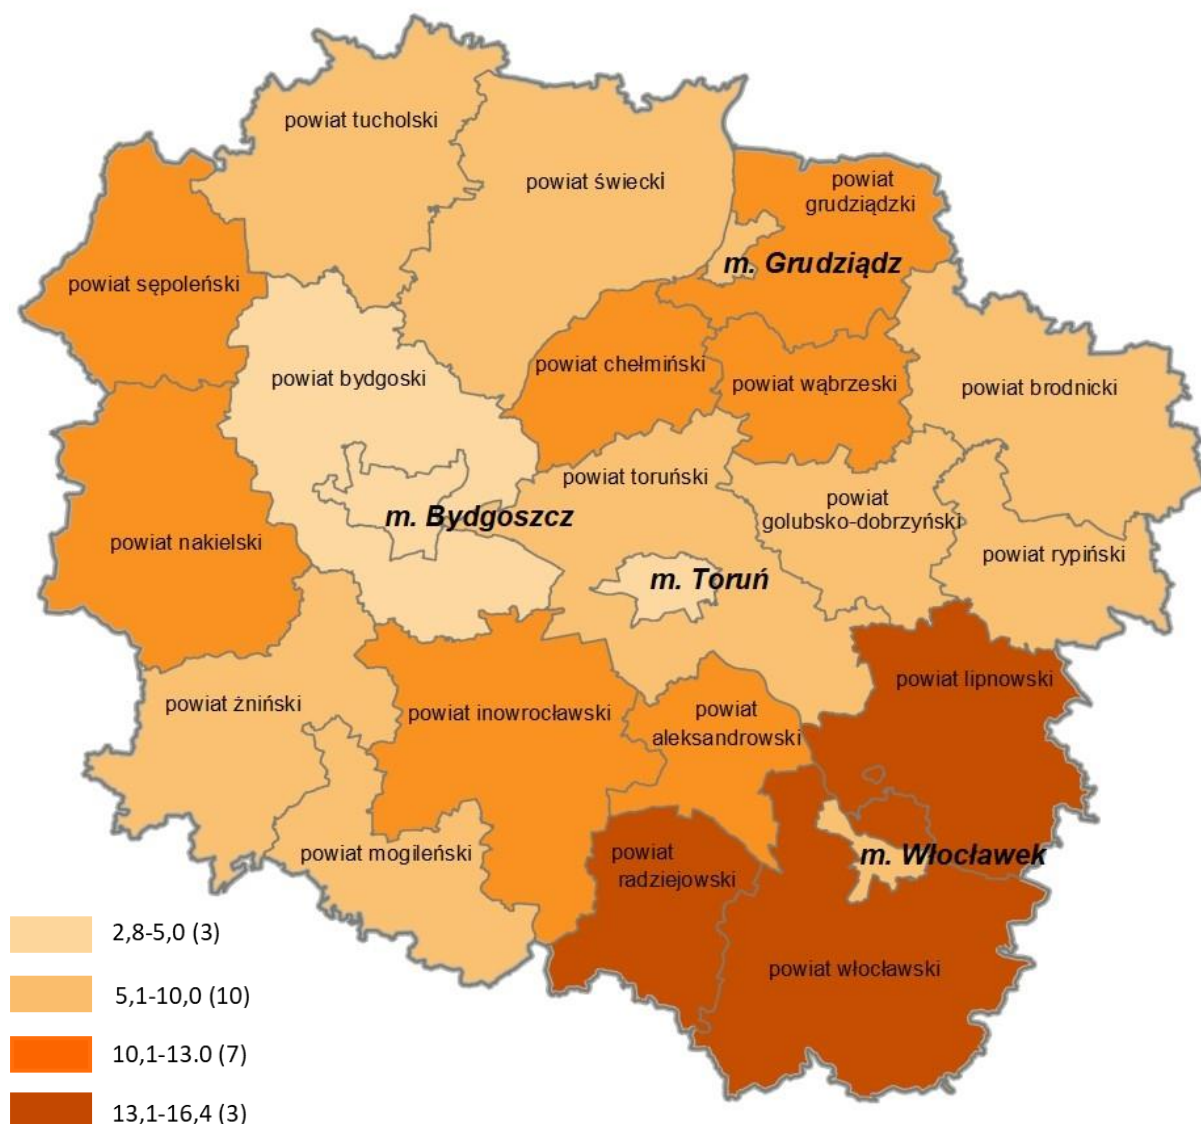 powiat tucholski
powiat świecki
powiat
grudziądzki
m. Grudziądz
powiat sępoleński
powiat bydgoski
powiat chełmiński
powiat wąbrzeski
powiat brodnicki
powiat toruński
powiat
golubsko-dobrzyński
m. Bydgoszcz
powiat nakielski
powiat rypiński
m. Toruń
powiat lipnowski
powiat żniński
powiat inowrocławski
powiat
aleksandrowski
powiat mogileński
powiat
radziejowski
m. Włocławek
powiat włocławski
2,8-5,0 (3)
5,1-10,0 (10)
10,1-13.0 (7)
13,1-16,4 (3)